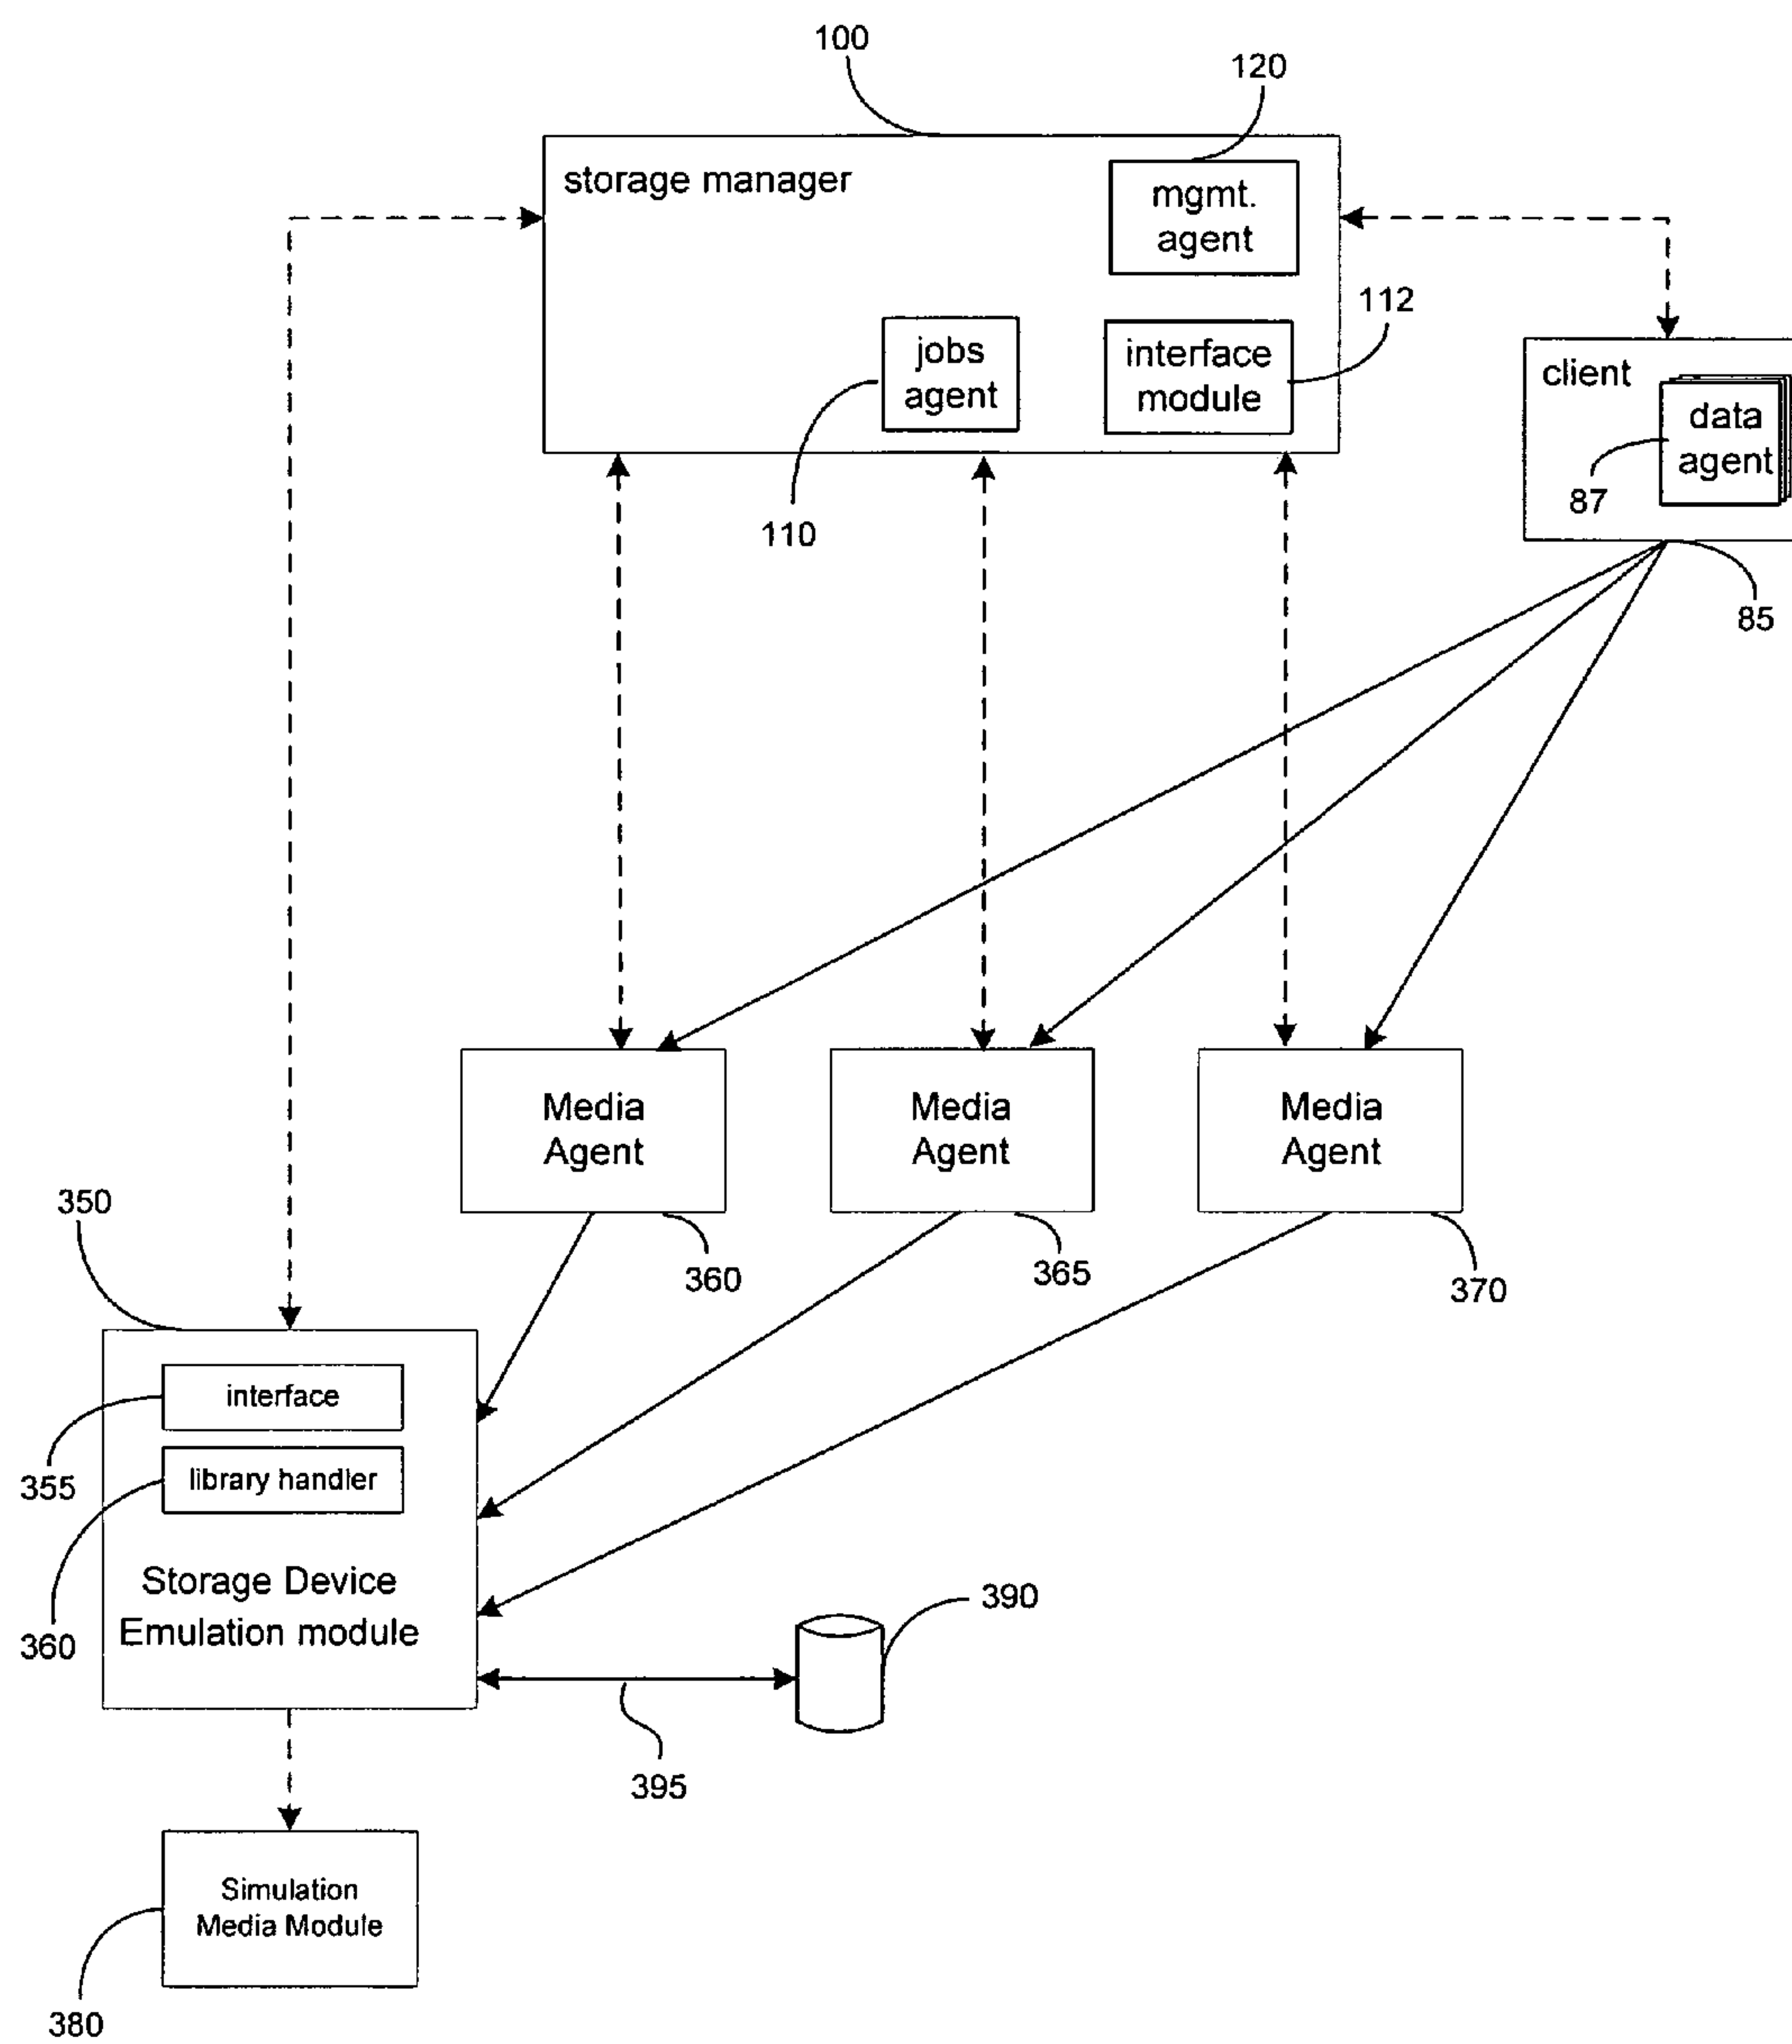 100
120
storage manager
mgmt.
agent
112
jobs
agent
interface
module
client
data
agent
87
110
85
Media
Agent
Media
Agent
Media
Agent
350
360
365
370
interface
355
library handler
360
Storage Device
Emulation module
390
395
Simulation
Media Module
380